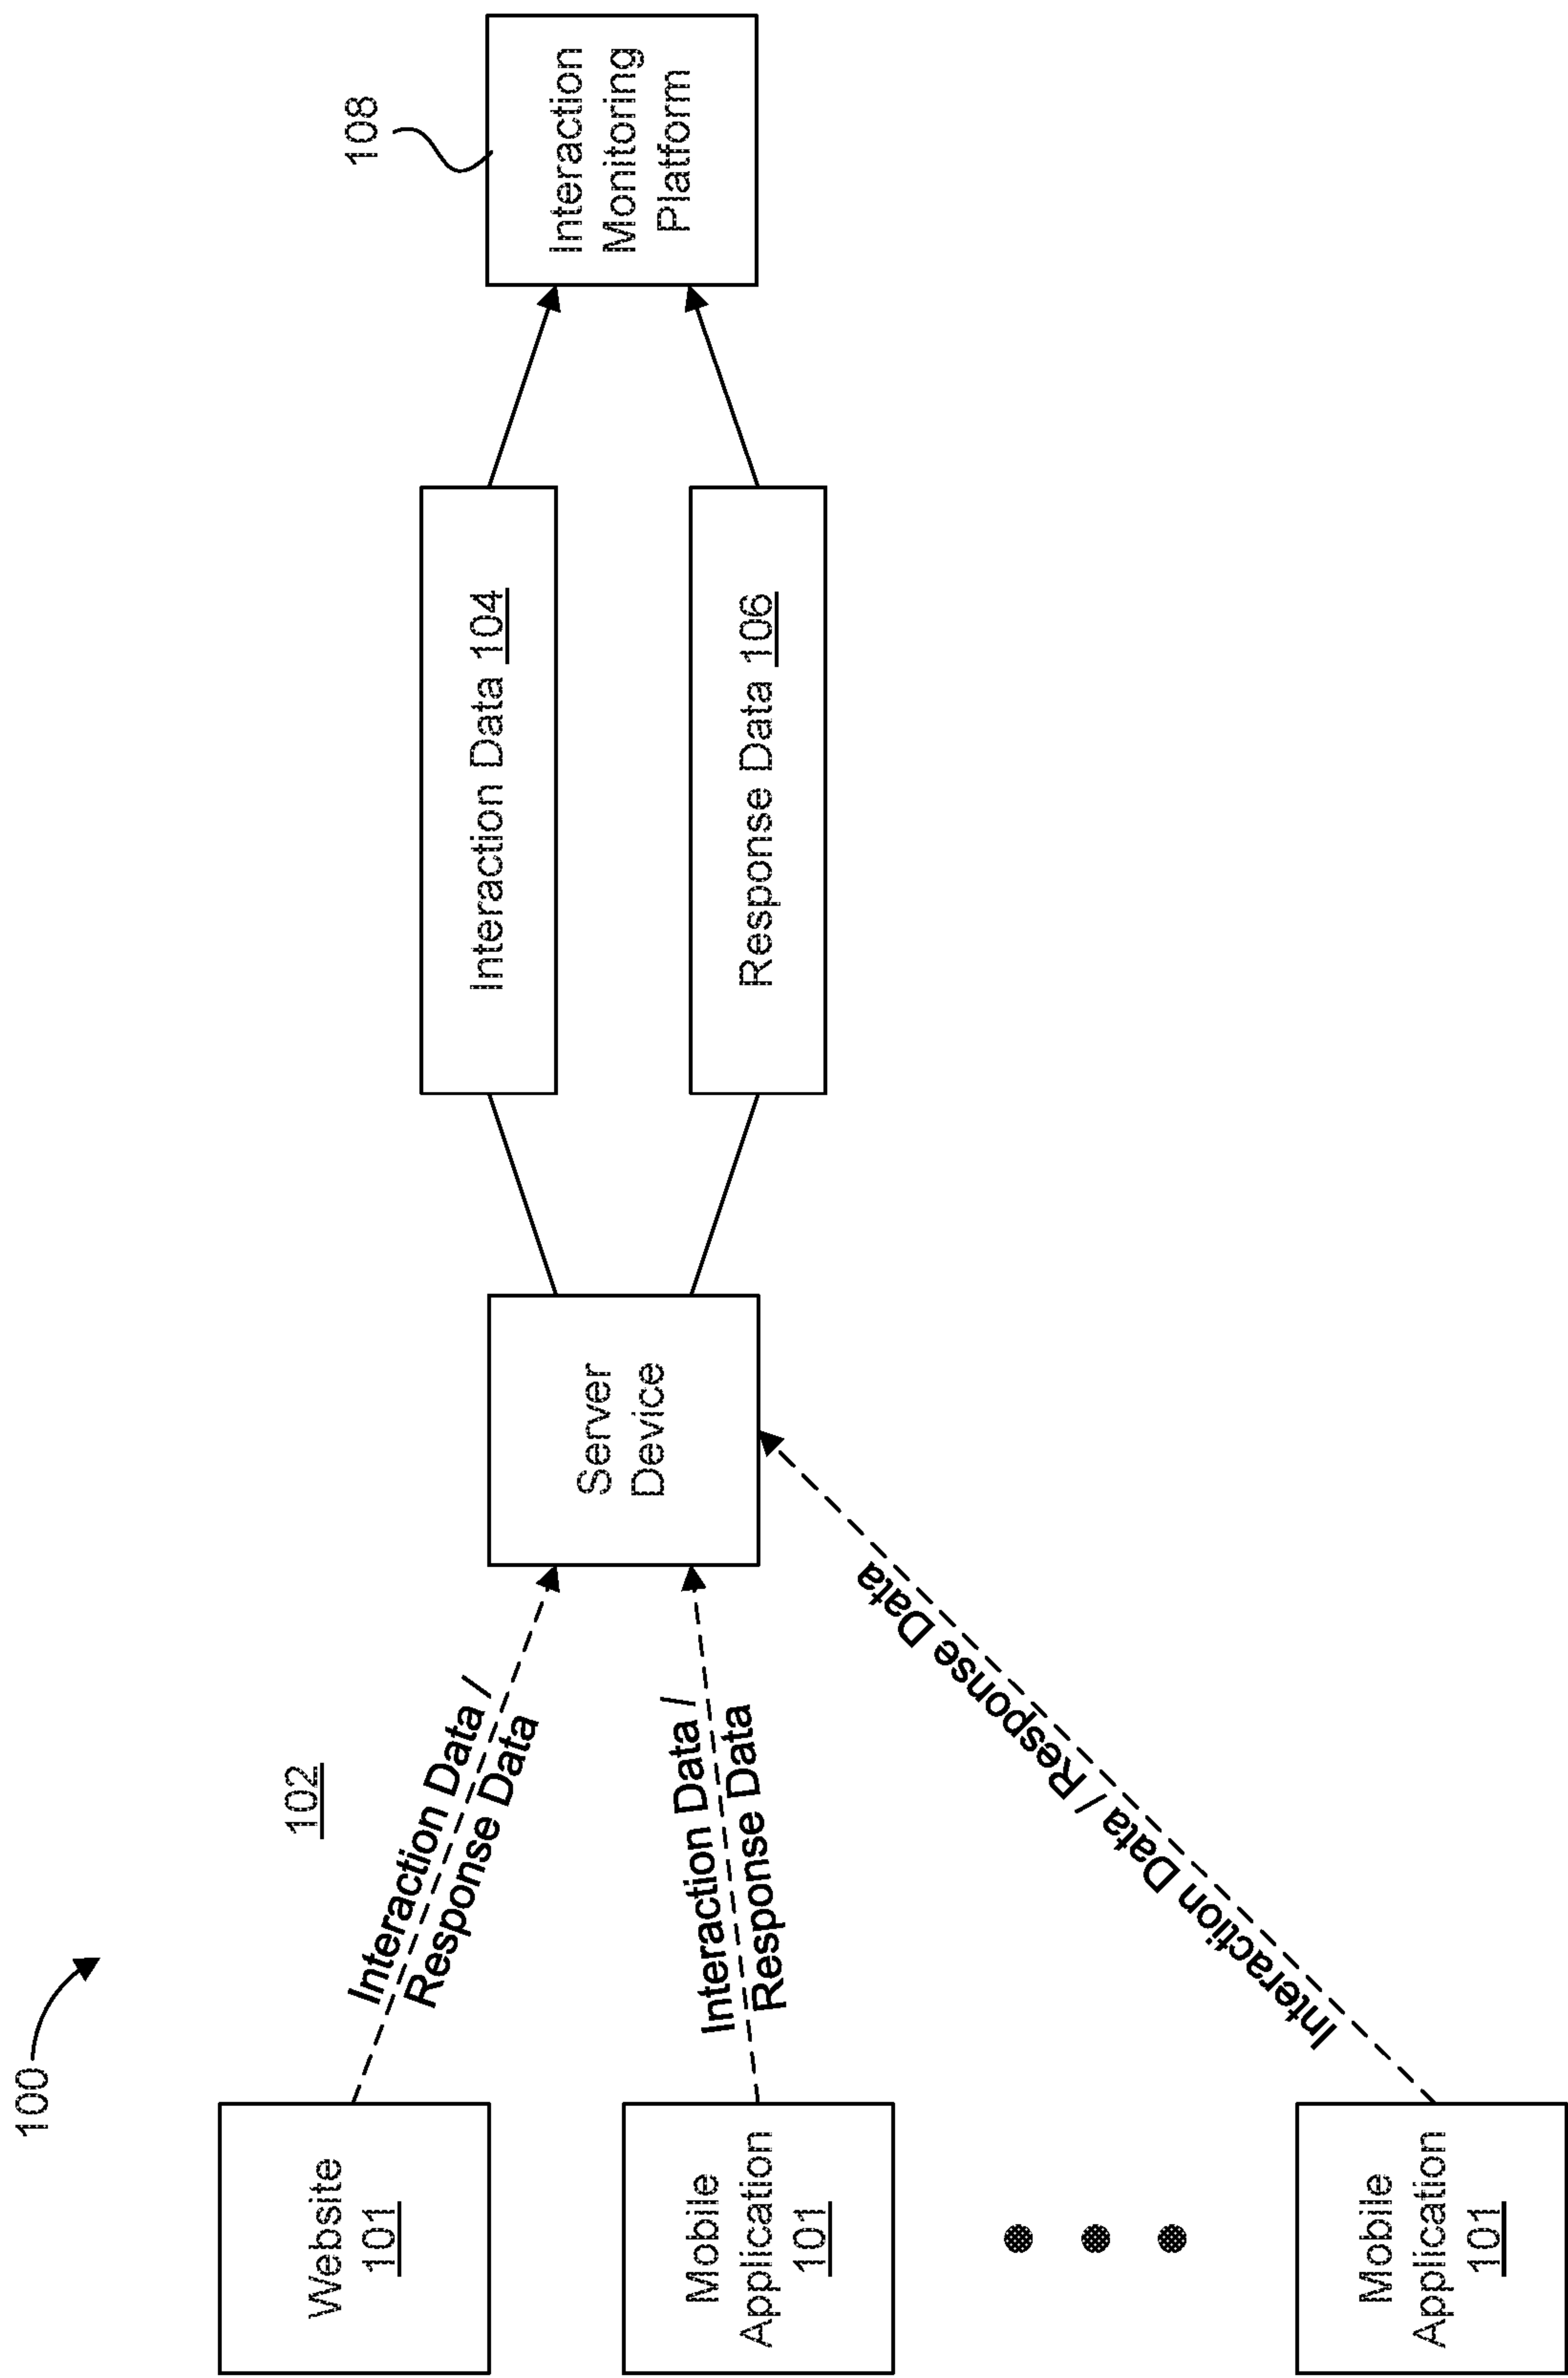 100
102
108
Website
101
Mobile
Application
101
Mobile
Application
101
Interaction Data /
Response Data
Interaction Data /
Response Data
Interaction Data / Response Data
Server
Device
Interaction Data 104
Response Data 106
Interaction
Monitoring
Platform